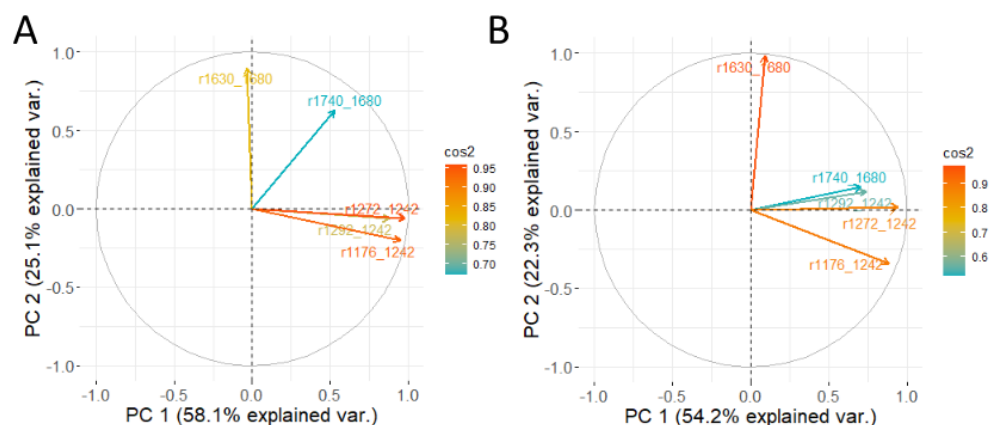 A
B
1.0
0.5
0.0
-0.5
-1.0
PC 2 (25.1% explained var.)
r1630_1680
r1740_1680
r1272_1242
r1292_1242
r1176_1242
-1.0 -0.5 0.0 0.5 1.0
PC 1 (58.1% explained var.)
cos2
0.95
0.90
0.85
0.80
0.75
0.70
1.0
0.5
0.0
-0.5
-1.0
PC 2 (22.3% explained var.)
r1630_1680
r1740_1680
r1292_1242
r1272_1242
r1176_1242
-1.0 -0.5 0.0 0.5 1.0
PC 1 (54.2% explained var.)
cos2
0.9
0.8
0.7
0.6